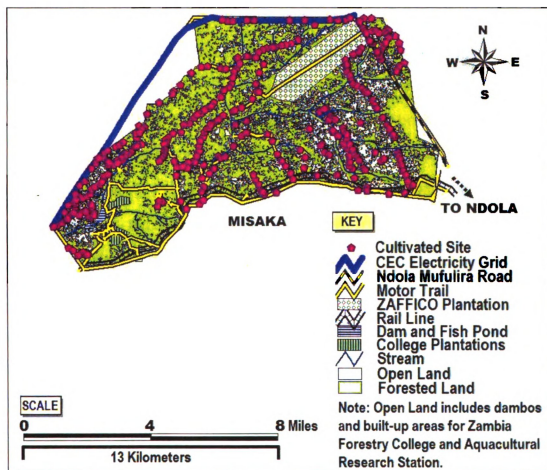 N
W E
S
TO NDOLA
MISAKA
KEY
Cultivated Site
CEC Electricity Grid
Ndola Mufulira Road
Motor Trail
ZAFFICO Plantation
Rail Line
Dam and Fish Pond
College Plantations
Stream
Open Land
Forested Land
Note: Open Land includes dambos
and built-up areas for Zambia
Forestry College and Aquacultural
Research Station.
SCALE
0 4 8 Miles
13 Kilometers